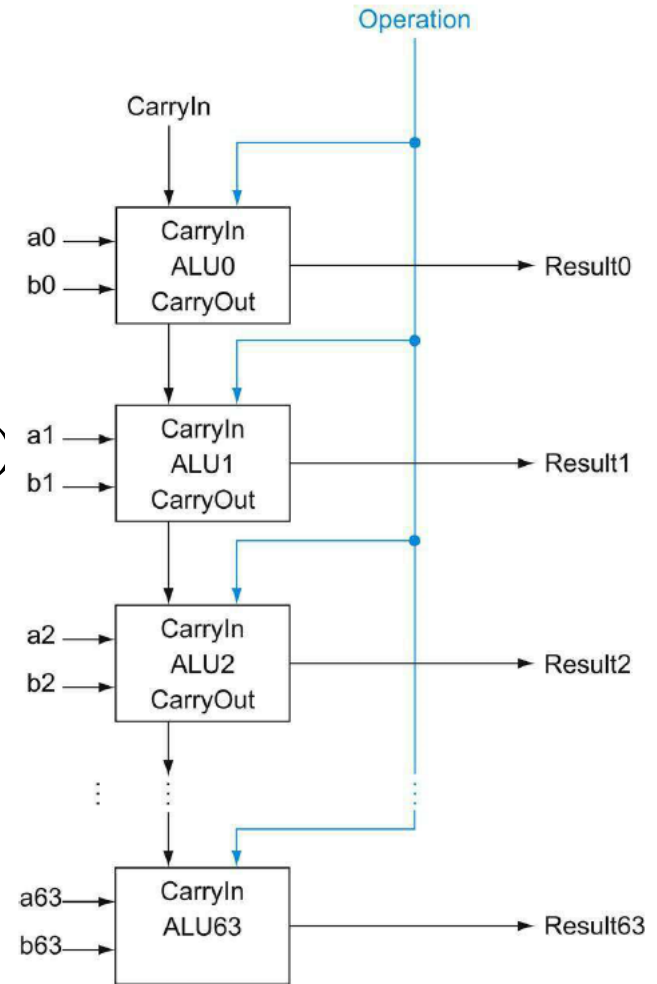 Operation
CarryIn
a0
b0
CarryIn
ALU0
CarryOut
Result0
a1
b1
CarryIn
ALU1
CarryOut
Result1
a2
b2
CarryIn
ALU2
CarryOut
Result2
a63
b63
CarryIn
ALU63
Result63